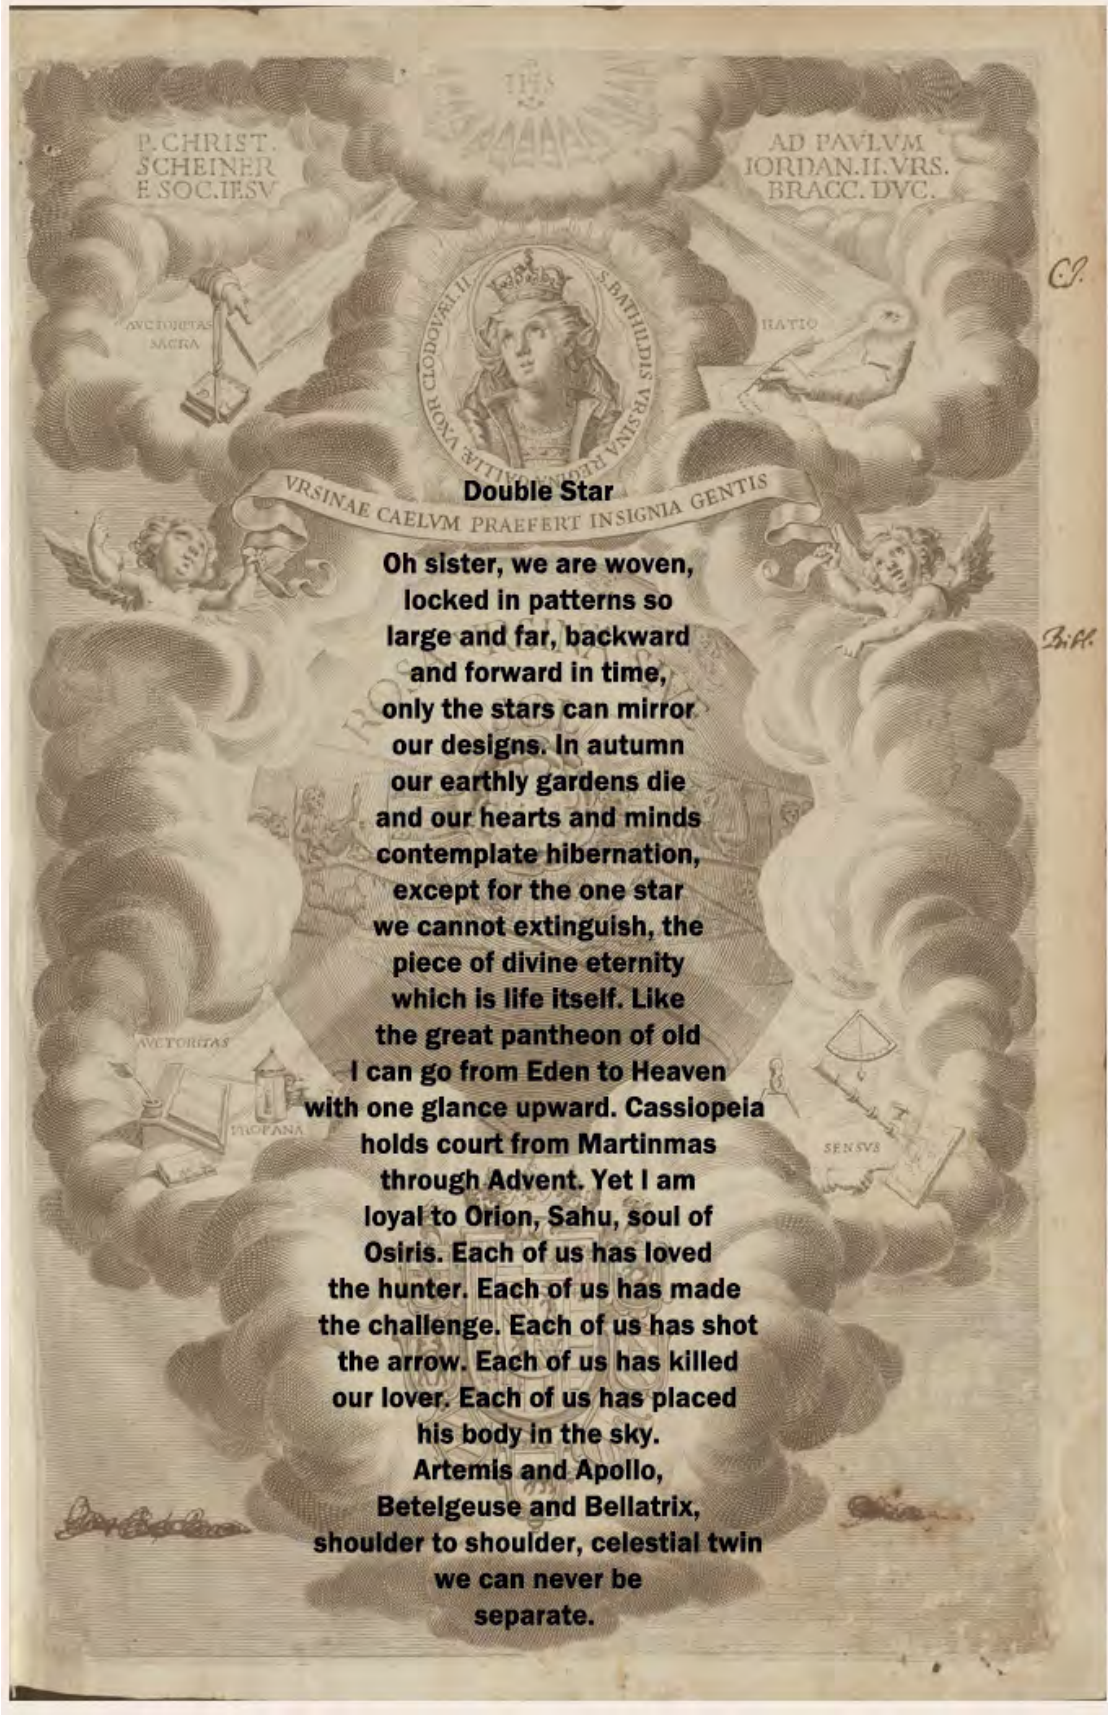 IHS
P. CHRIST.
SCHEINER
E SOC.IESV
AD PAVLVM
IORDAN.II.VRS.
BRACC. DVC.
S. BATHILDIS VRSINA REGINA GALLIÆ VXOR CLODOVÆI.II
AVCTORITAS
SACRA
RATIO
Double Star
VRSINAE CAELVM PRAEFERT INSIGNIA GENTIS
Oh sister, we are woven,
locked in patterns so
large and far, backward
and forward in time,
only the stars can mirror
our designs. In autumn
our earthly gardens die
and our hearts and minds
contemplate hibernation,
except for the one star
we cannot extinguish, the
piece of divine eternity
which is life itself. Like
the great pantheon of old
I can go from Eden to Heaven
with one glance upward. Cassiopeia
holds court from Martinmas
through Advent. Yet I am
loyal to Orion, Sahu, soul of
Osiris. Each of us has loved
the hunter. Each of us has made
the challenge. Each of us has shot
the arrow. Each of us has killed
our lover. Each of us has placed
his body in the sky.
Artemis and Apollo,
Betelgeuse and Bellatrix,
shoulder to shoulder, celestial twin
we can never be
separate.
AVCTORITAS
PROFANA
SENSVS